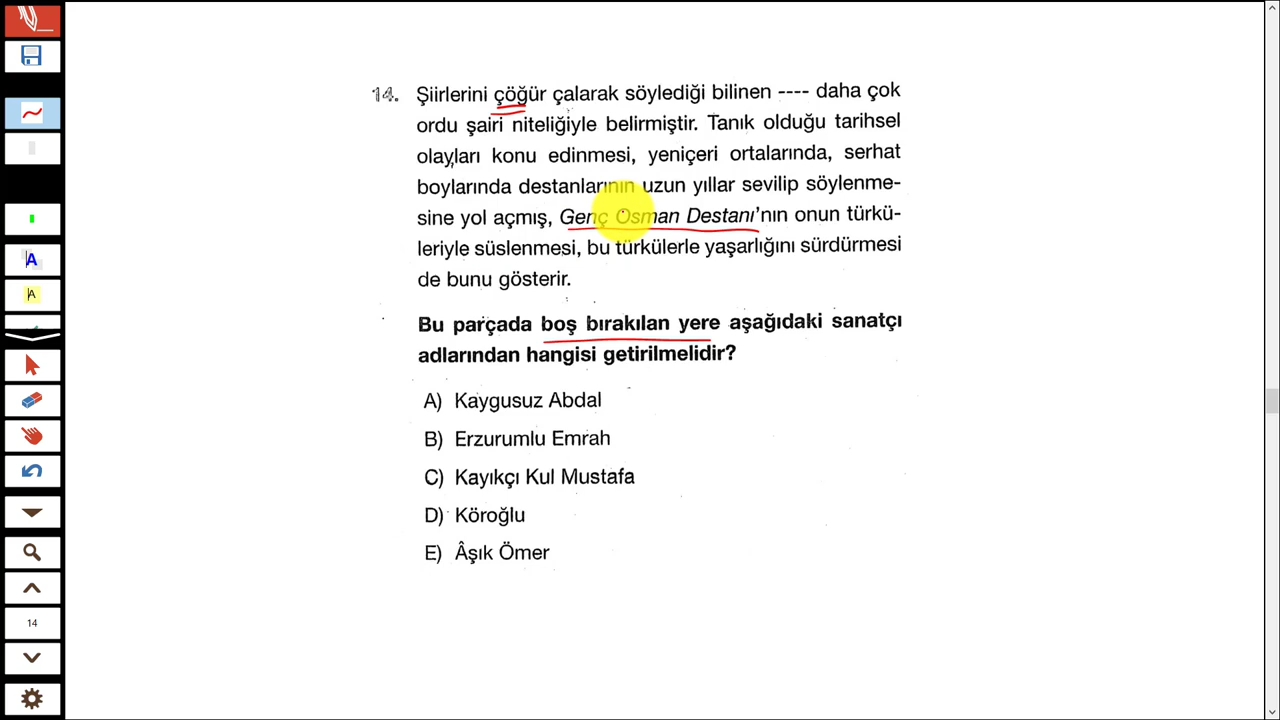 14. Şiirlerini çöğür çalarak söylediği bilinen ---- daha çok
ordu şairi niteliğiyle belirmiştir. Tanık olduğu tarihsel
olayları konu edinmesi, yeniçeri ortalarında, serhat
boylarında destanlarının uzun yıllar sevilip söylenme-
sine yol açmış, Genç Osman Destanı'nın onun türkü-
leriyle süslenmesi, bu türkülerle yaşarlığını sürdürmesi
de bunu gösterir.
Bu parçada boş bırakılan yere aşağıdaki sanatçı
adlarından hangisi getirilmelidir?
A) Kaygusuz Abdal
B) Erzurumlu Emrah
C) Kayıkçı Kul Mustafa
D) Köroğlu
E) Âşık Ömer
A
A
14